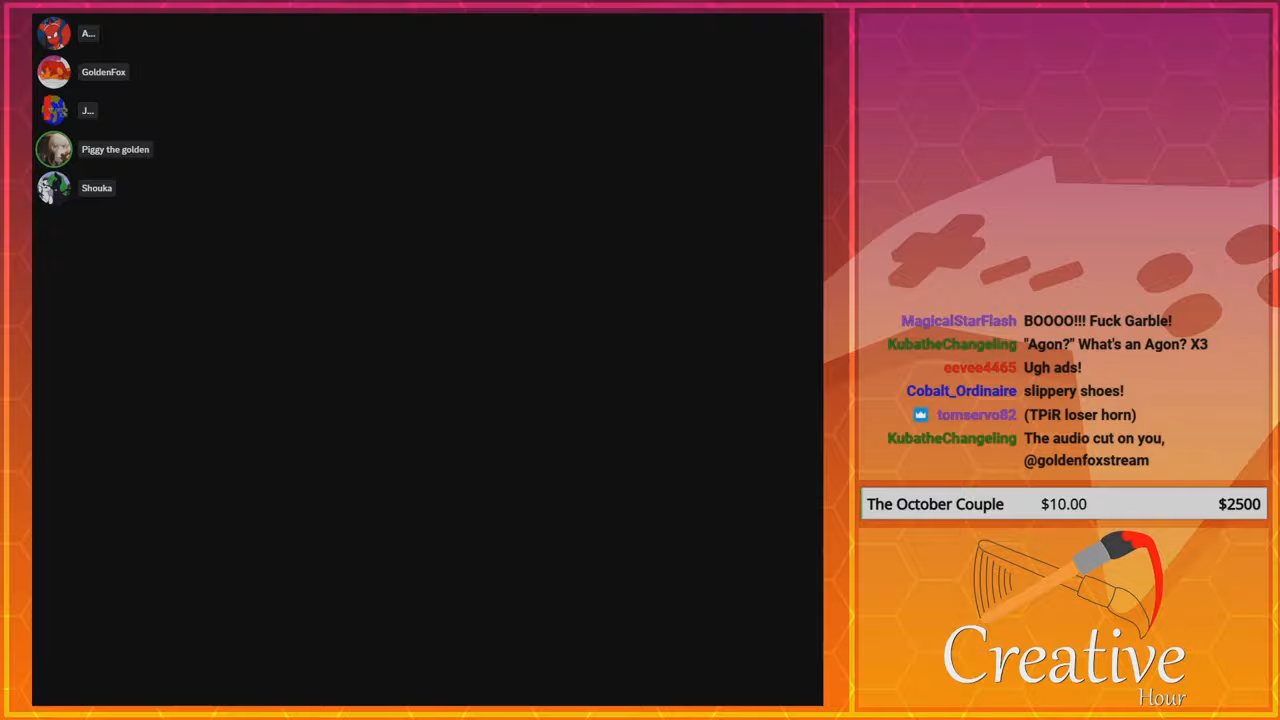 A...
GoldenFox
J...
Piggy the golden
Shouka
MagicalStarFlash BOOOO!!! Fuck Garble!
KubatheChangeling "Agon?" What's an Agon? X3
eevee4465 Ugh ads!
Cobalt_Ordinaire slippery shoes!
tomservo82 (TPiR loser horn)
KubatheChangeling The audio cut on you,
@goldenfoxstream
The October Couple $10.00 $2500
Creative
Hour